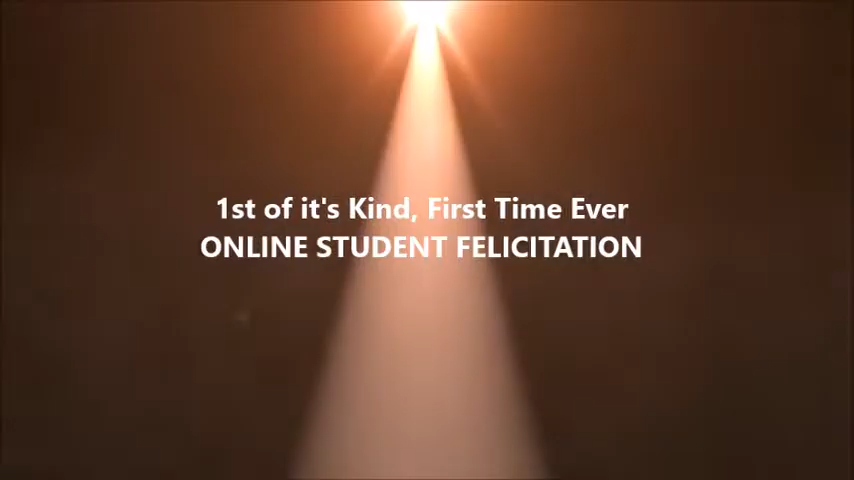 1st of it's Kind, First Time Ever
ONLINE STUDENT FELICITATION